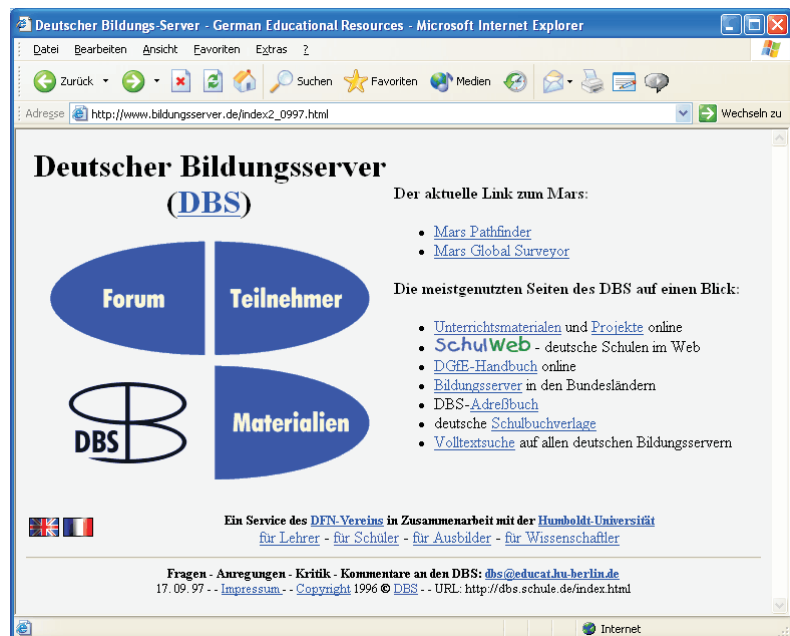 Deutscher Bildungs-Server - German Educational Resources - Microsoft Internet Explorer
Datei Bearbeiten Ansicht Favoriten Extras ?
Zurück Suchen Favoriten Medien
Adresse http://www.bildungsserver.de/index2_0997.html Wechseln zu
Deutscher Bildungsserver
(DBS)
Forum
Teilnehmer
DBS
Materialien
Der aktuelle Link zum Mars:
• Mars Pathfinder
• Mars Global Surveyor
Die meistgenutzten Seiten des DBS auf einen Blick:
• Unterrichtsmaterialen und Projekte online
• SchulWeb - deutsche Schulen im Web
• DGfE-Handbuch online
• Bildungsserver in den Bundesländern
• DBS-Adreßbuch
• deutsche Schulbuchverlage
• Volltextsuche auf allen deutschen Bildungsservern
Ein Service des DFN-Vereins in Zusammenarbeit mit der Humboldt-Universität
für Lehrer - für Schüler - für Ausbilder - für Wissenschaftler
Fragen - Anregungen - Kritik - Kommentare an den DBS: dbs@educat.hu-berlin.de
17. 09. 97 - - Impressum - - Copyright 1996 © DBS - - URL: http://dbs.schule.de/index.html
Internet